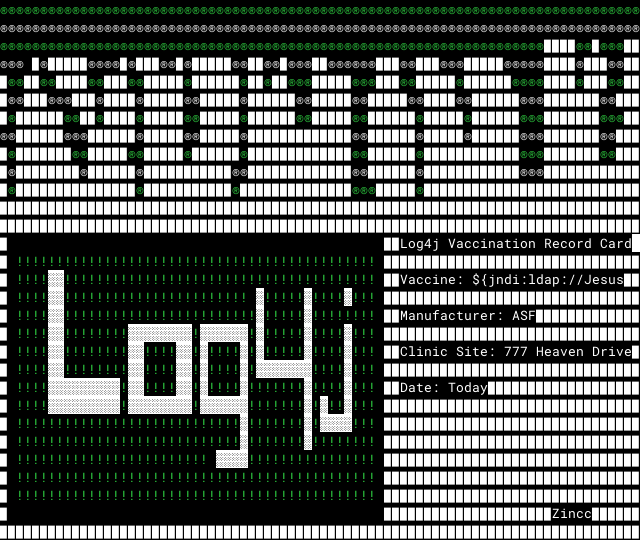 Log4j Vaccination Record Card
Vaccine: ${jndi:ldap://Jesus
Log4j
Manufacturer: ASF
Clinic Site: 777 Heaven Drive
Date: Today
Zincc